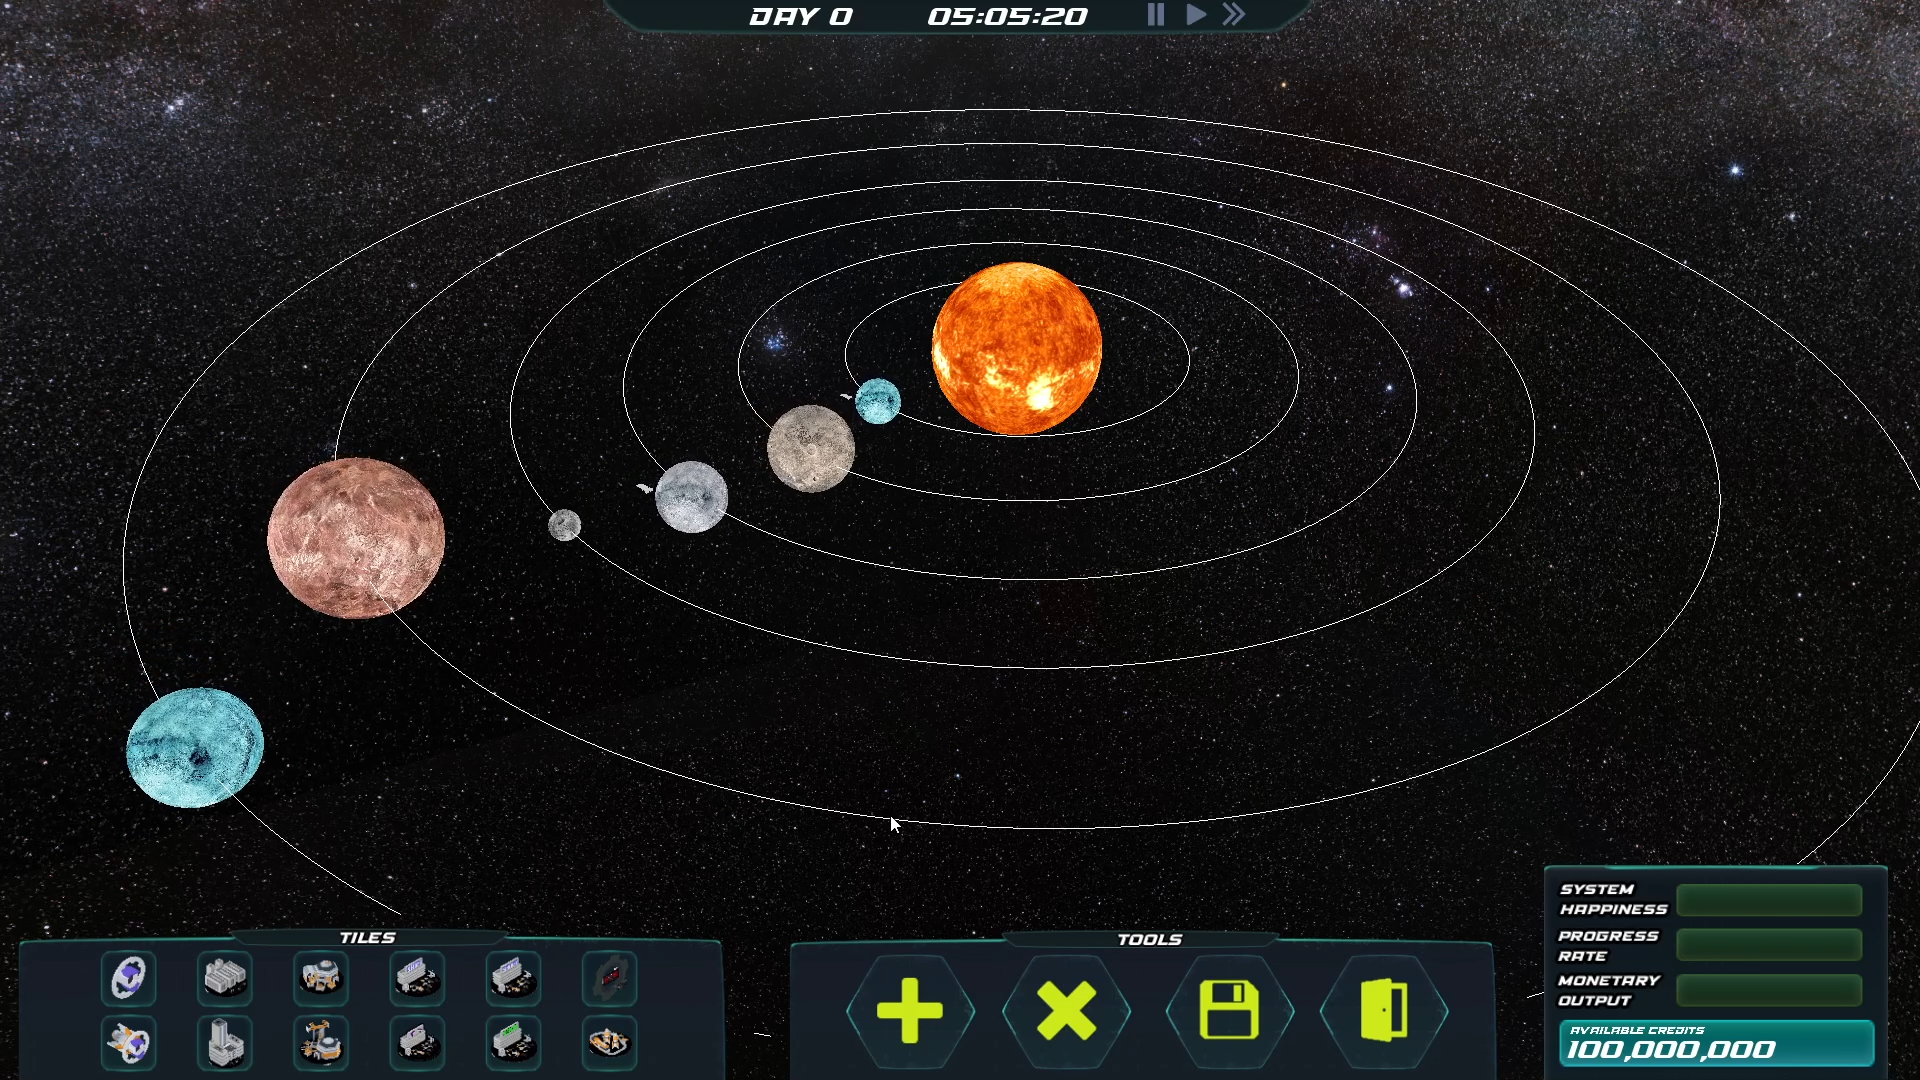 DAY 0
05:05:20
TILES
TOOLS
SYSTEM
HAPPINESS
PROGRESS
RATE
MONETARY
OUTPUT
AVAILABLE CREDITS
100,000,000